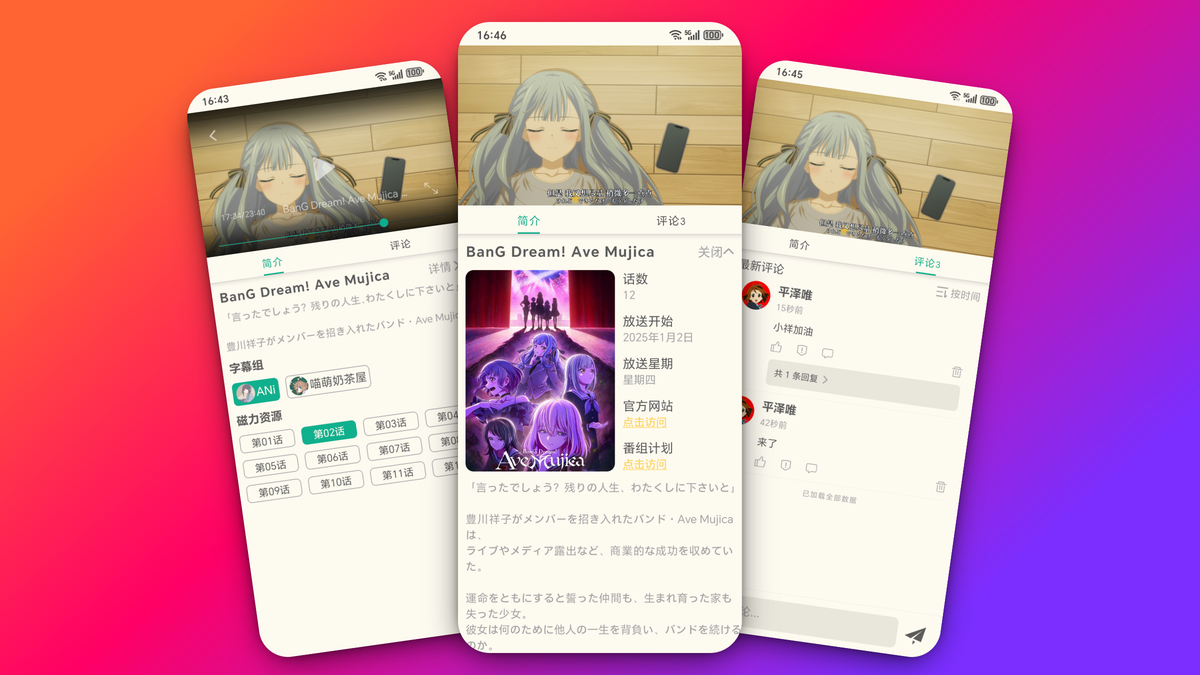 16:43
5G
100
17:34/23:40
BanG Dream! Ave Mujica
简介
评论
BanG Dream! Ave Mujica
详情
「言ったでしょう? 残りの人生、わたくしに下さいと」
豊川祥子がメンバーを招き入れたバンド・Ave Mujic
字幕组
ANi
喵萌奶茶屋
磁力资源
第01话
第02话
第03话
第04
第05话
第06话
第07话
第0
第09话
第10话
第11话
第1
16:46
5G
100
简介
评论3
BanG Dream! Ave Mujica
关闭
话数
12
放送开始
2025年1月2日
放送星期
星期四
官方网站
点击访问
番组计划
点击访问
Ave Mujica
「言ったでしょう? 残りの人生、わたくしに下さいと」
豊川祥子がメンバーを招き入れたバンド・Ave Mujica
は、
ライブやメディア露出など、商業的な成功を収めてい
た。
運命をともにすると誓った仲間も、生まれ育った家も
失った少女。
彼女は何のために他人の一生を背負い、バンドを続ける
のか。
16:45
5G
100
简介
评论3
最新评论
按时间
平泽唯
15秒前
小祥加油
共 1 条回复
平泽唯
42秒前
来了
已加载全部数据
论...